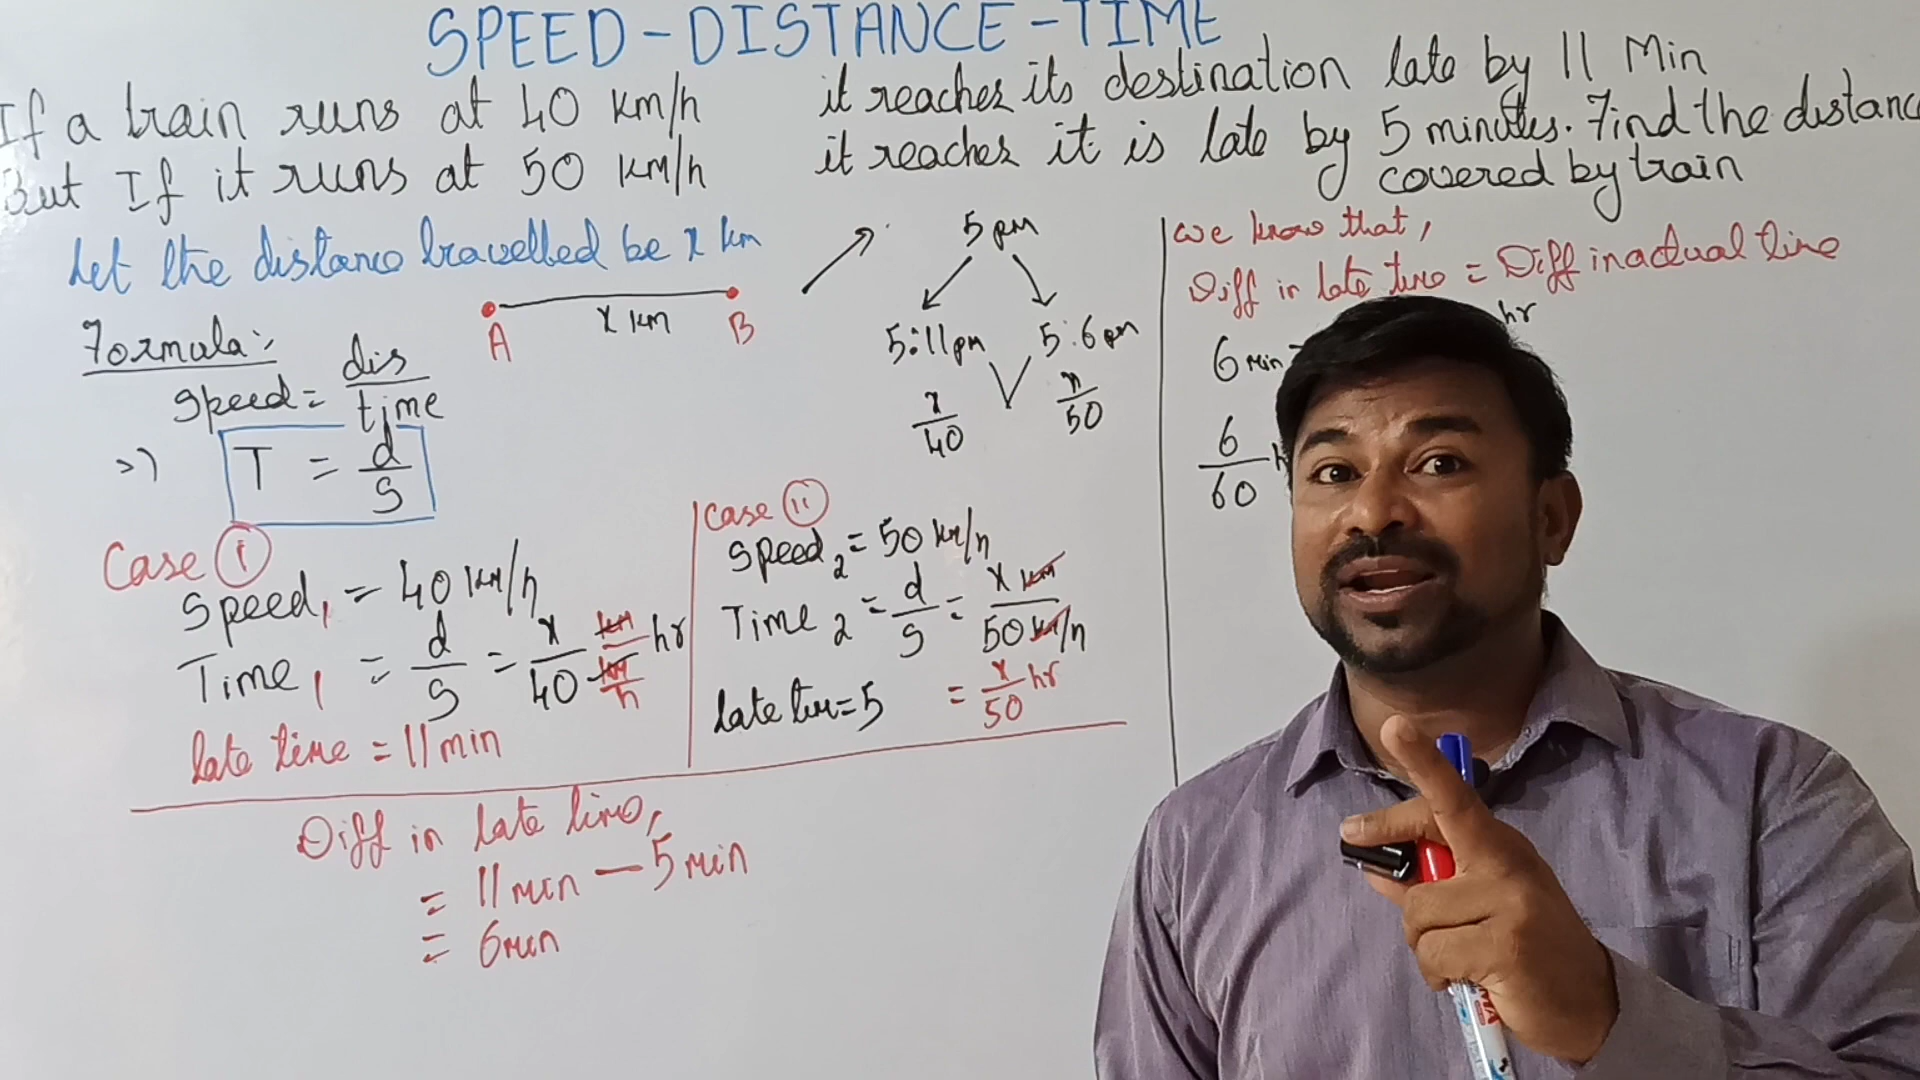 SPEED-DISTANCE-TIME
If a train runs at 40 km/h it reaches its destination late by 11 Min
But If it runs at 50 km/h it reaches it is late by 5 minutes. Find the distance
covered by train
Let the distance travelled be x km
A x km B
5 pm
5:11 pm 5:6 pm
x/40 x/50
Formula:
Speed = dis/time
=> T = d/s
Case (i)
Speed1 = 40 km/h
Time1 = d/s = x/40 km/km/h hr
late time = 11 min
Case (ii)
Speed2 = 50 km/h
Time2 = d/s = x km/50 km/h
= x/50 hr
late time = 5
Diff in late time,
= 11 min - 5 min
= 6 min
we know that,
Diff in late time = Diff in actual time
6 min
hr
6/60